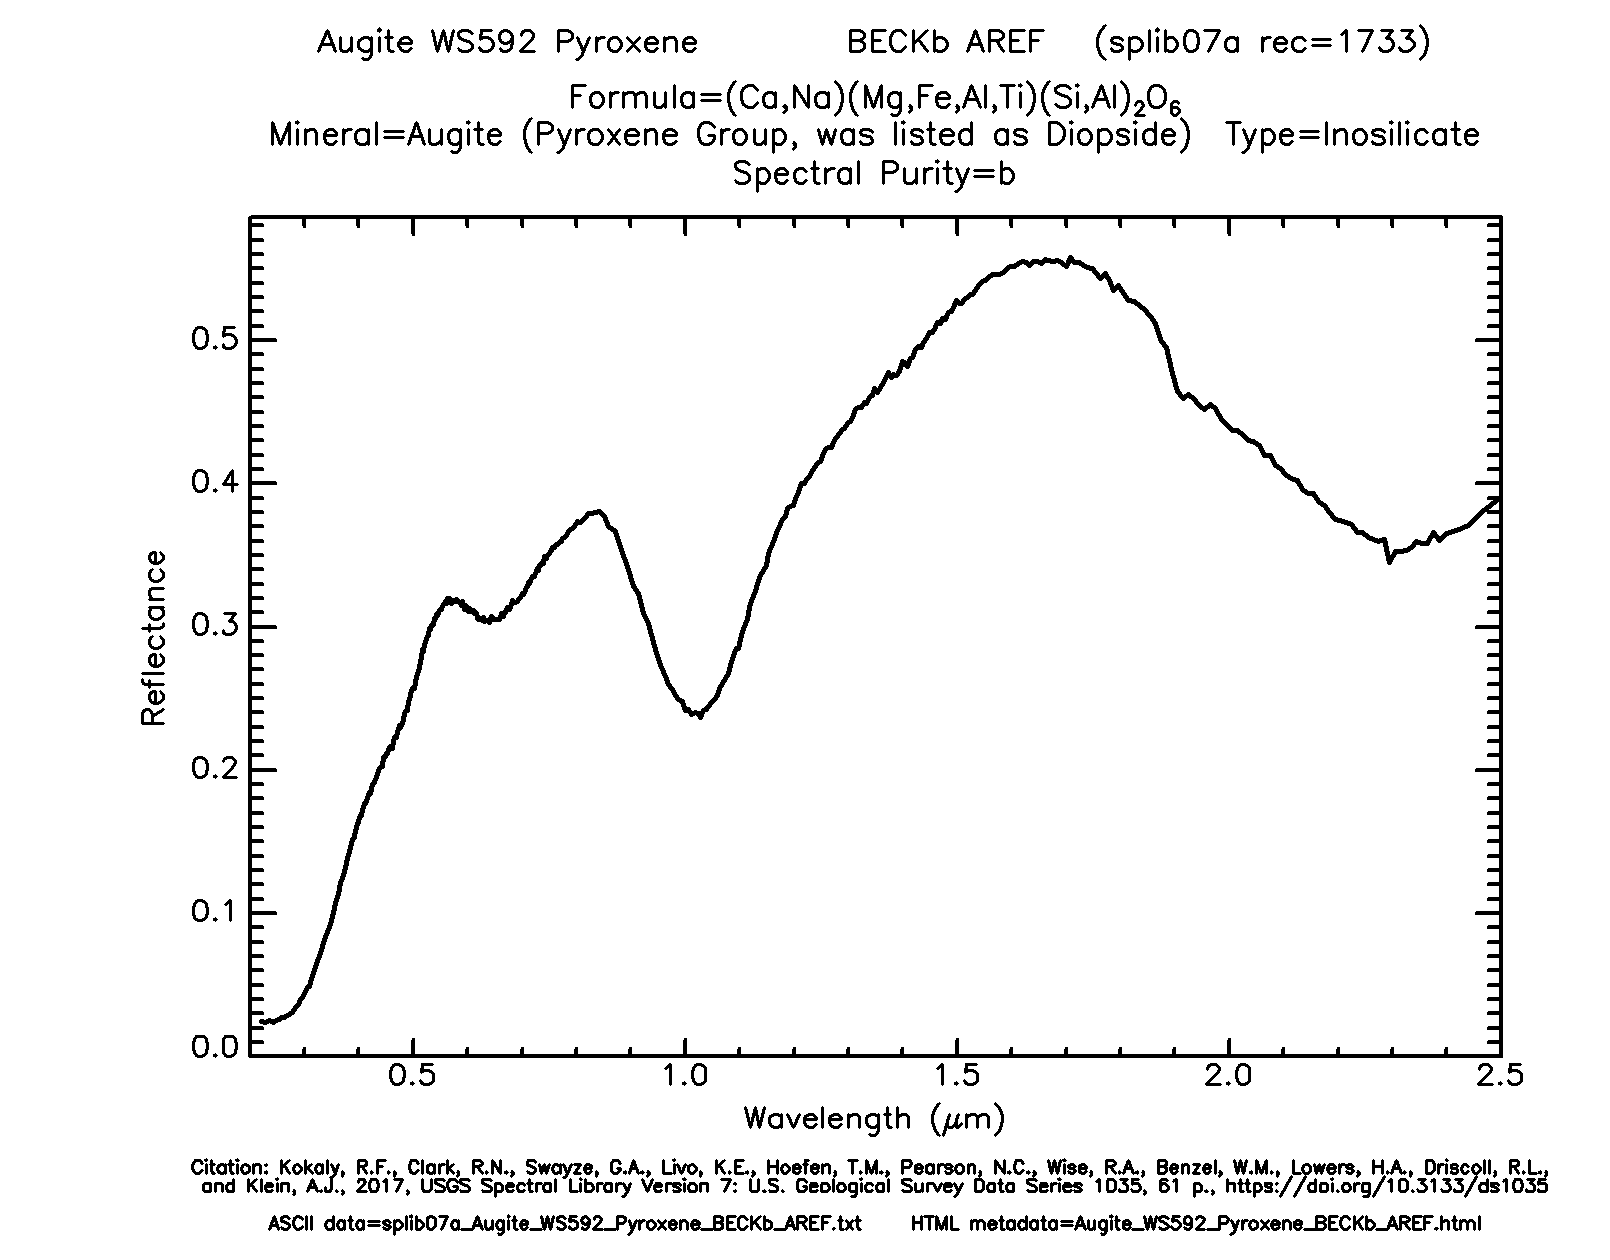 Augite WS592 Pyroxene BECKb AREF (splib07a rec=1733)
Formula=(Ca,Na)(Mg,Fe,Al,Ti)(Si,Al)₂O₆
Mineral=Augite (Pyroxene Group, was listed as Diopside) Type=Inosilicate
Spectral Purity=b
0.5
0.4
0.3
0.2
0.1
0.0
Reflectance
0.5 1.0 1.5 2.0 2.5
Wavelength (μm)
Citation: Kokaly, R.F., Clark, R.N., Swayze, G.A., Livo, K.E., Hoefen, T.M., Pearson, N.C., Wise, R.A., Benzel, W.M., Lowers, H.A., Driscoll, R.L.,
and Klein, A.J., 2017, USGS Spectral Library Version 7: U.S. Geological Survey Data Series 1035, 61 p., https://doi.org/10.3133/ds1035
ASCII data=splib07a_Augite_WS592_Pyroxene_BECKb_AREF.txt HTML metadata=Augite_WS592_Pyroxene_BECKb_AREF.html